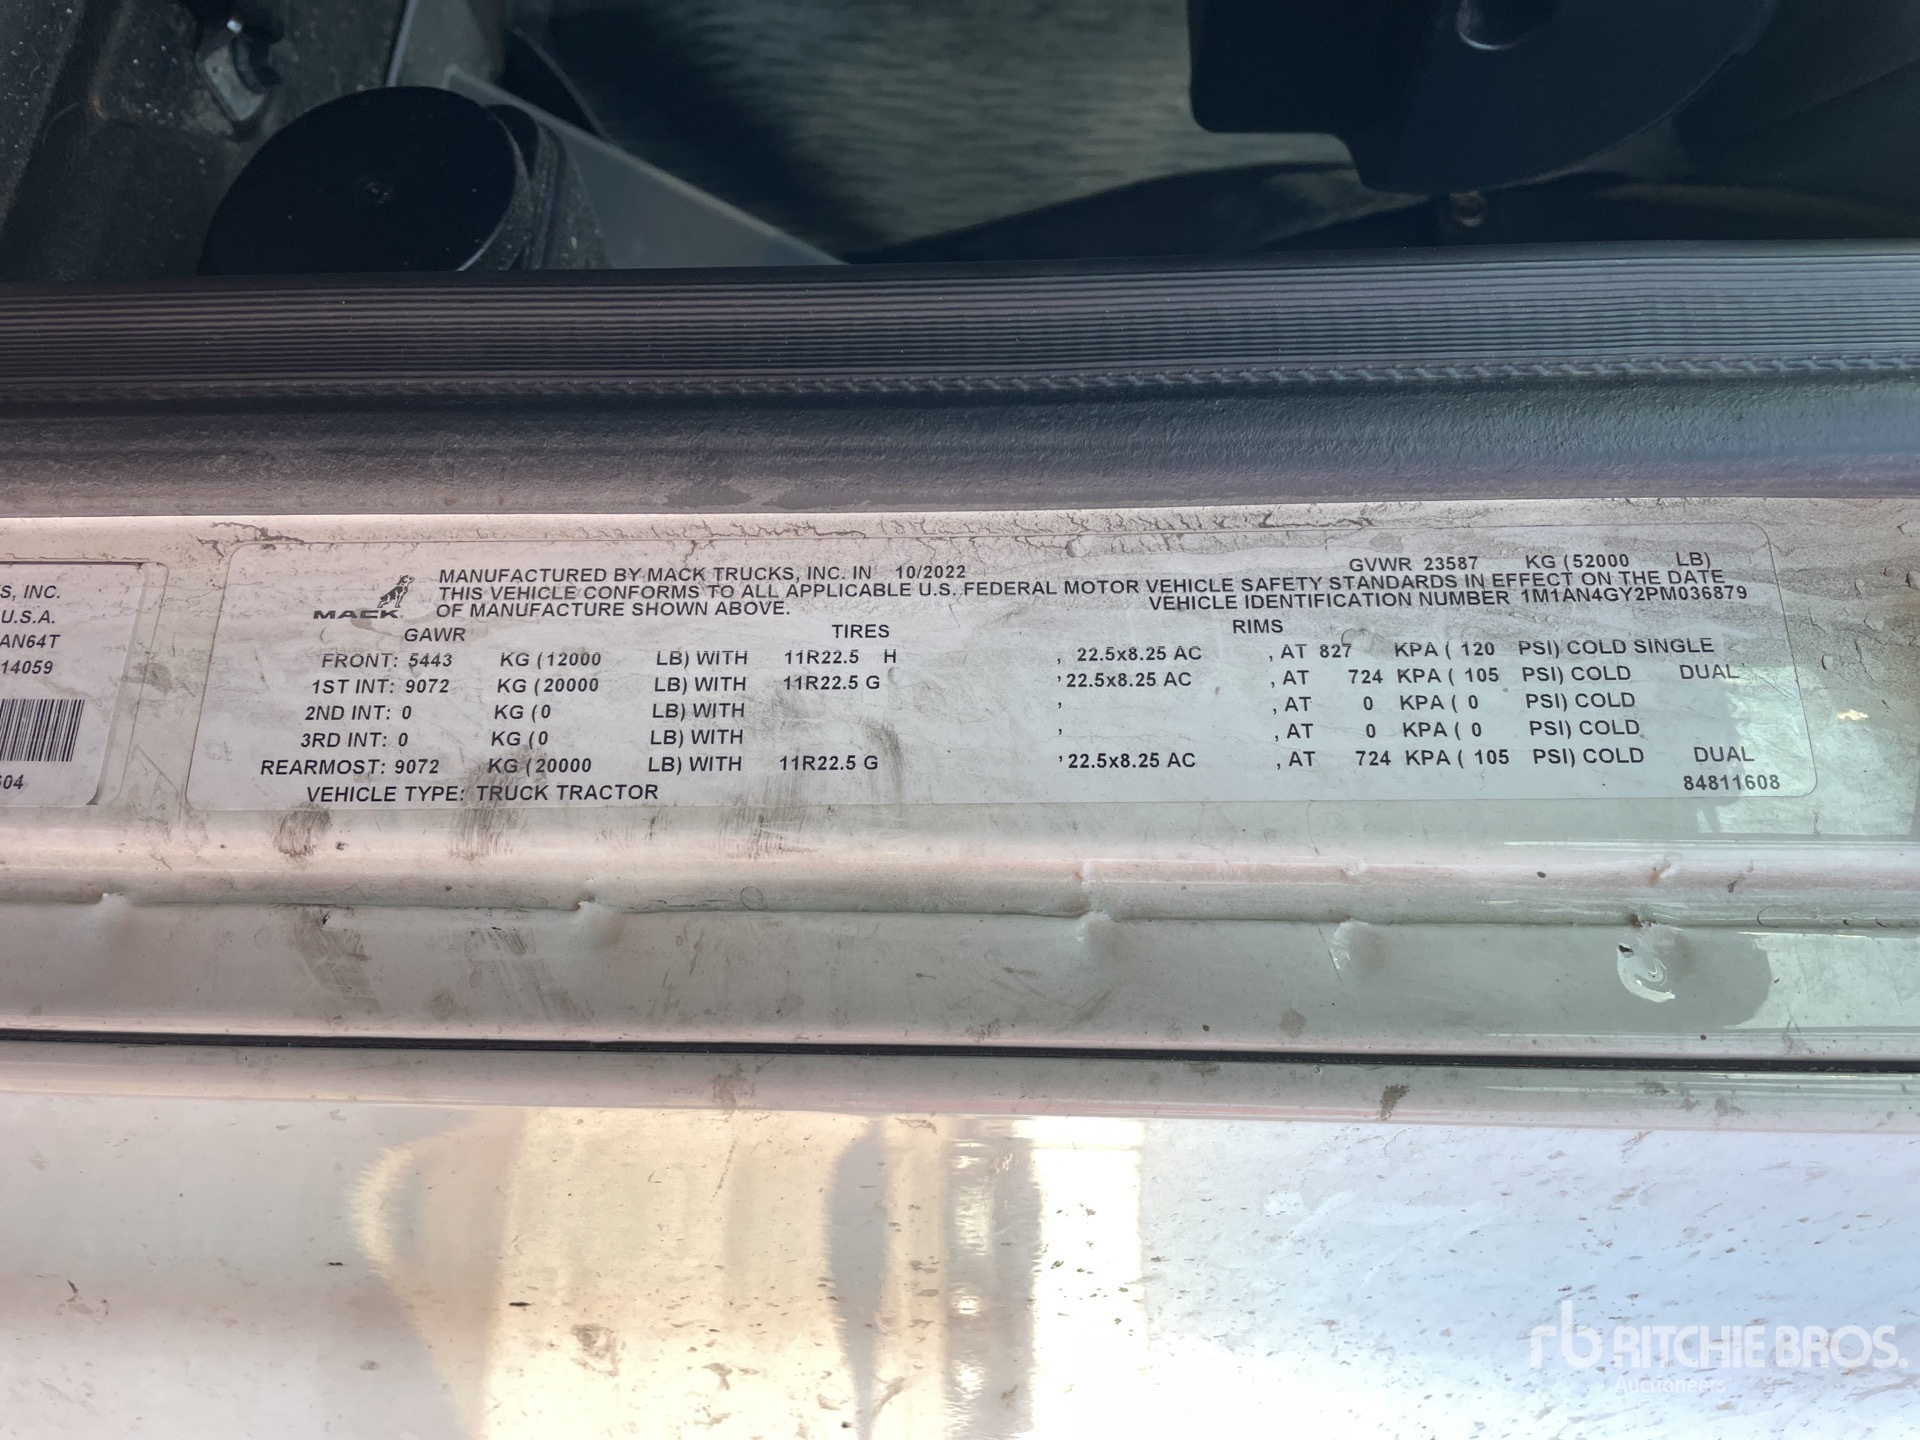 S, INC.
U.S.A.
AN64T
14059
604
MACK
MANUFACTURED BY MACK TRUCKS, INC. IN 10/2022 GVWR 23587 KG (52000 LB)
THIS VEHICLE CONFORMS TO ALL APPLICABLE U.S. FEDERAL MOTOR VEHICLE SAFETY STANDARDS IN EFFECT ON THE DATE
OF MANUFACTURE SHOWN ABOVE. VEHICLE IDENTIFICATION NUMBER 1M1AN4GY2PM036879
GAWR TIRES RIMS
FRONT: 5443 KG (12000 LB) WITH 11R22.5 H , 22.5x8.25 AC , AT 827 KPA ( 120 PSI) COLD SINGLE
1ST INT: 9072 KG (20000 LB) WITH 11R22.5 G , 22.5x8.25 AC , AT 724 KPA ( 105 PSI) COLD DUAL
2ND INT: 0 KG (0 LB) WITH , , AT 0 KPA ( 0 PSI) COLD
3RD INT: 0 KG (0 LB) WITH , , AT 0 KPA ( 0 PSI) COLD
REARMOST: 9072 KG (20000 LB) WITH 11R22.5 G , 22.5x8.25 AC , AT 724 KPA ( 105 PSI) COLD DUAL
VEHICLE TYPE: TRUCK TRACTOR 84811608
rb RITCHIE BROS.
Auctioneers